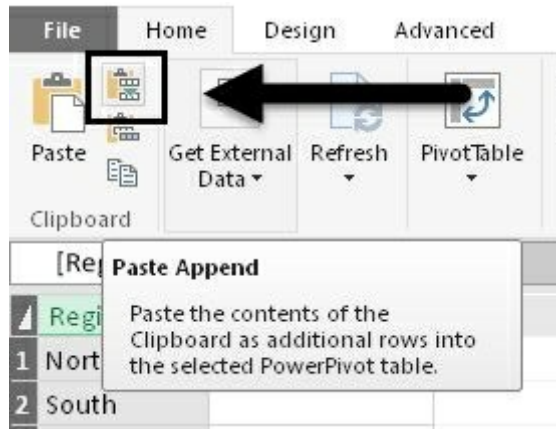 File Home Design Advanced
Paste
Get External
Data
Refresh
PivotTable
Clipboard
[Reg
Paste Append
Paste the contents of the
Clipboard as additional rows into
the selected PowerPivot table.
Regi
1 Nort
2 South